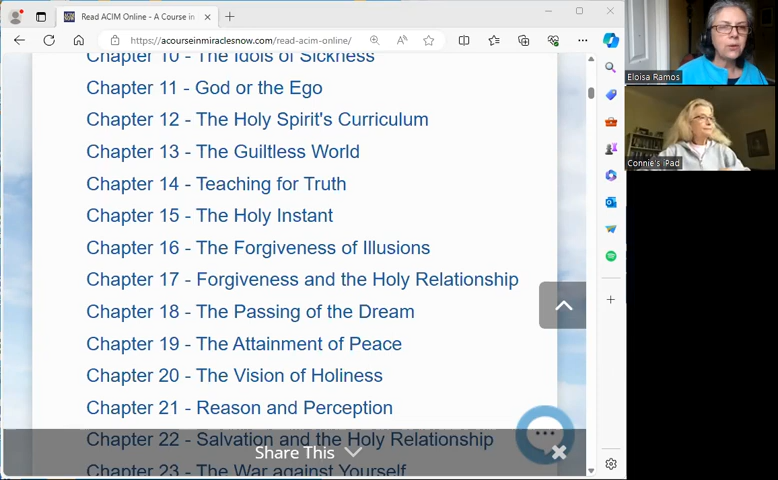 Read ACIM Online - A Course in
https://acourseinmiraclesnow.com/read-acim-online/
Eloisa Ramos
Connie's iPad
Chapter 10 - The Idols of Sickness
Chapter 11 - God or the Ego
Chapter 12 - The Holy Spirit's Curriculum
Chapter 13 - The Guiltless World
Chapter 14 - Teaching for Truth
Chapter 15 - The Holy Instant
Chapter 16 - The Forgiveness of Illusions
Chapter 17 - Forgiveness and the Holy Relationship
Chapter 18 - The Passing of the Dream
Chapter 19 - The Attainment of Peace
Chapter 20 - The Vision of Holiness
Chapter 21 - Reason and Perception
Chapter 22 - Salvation and the Holy Relationship
Share This
Chapter 23 - The War against Yourself